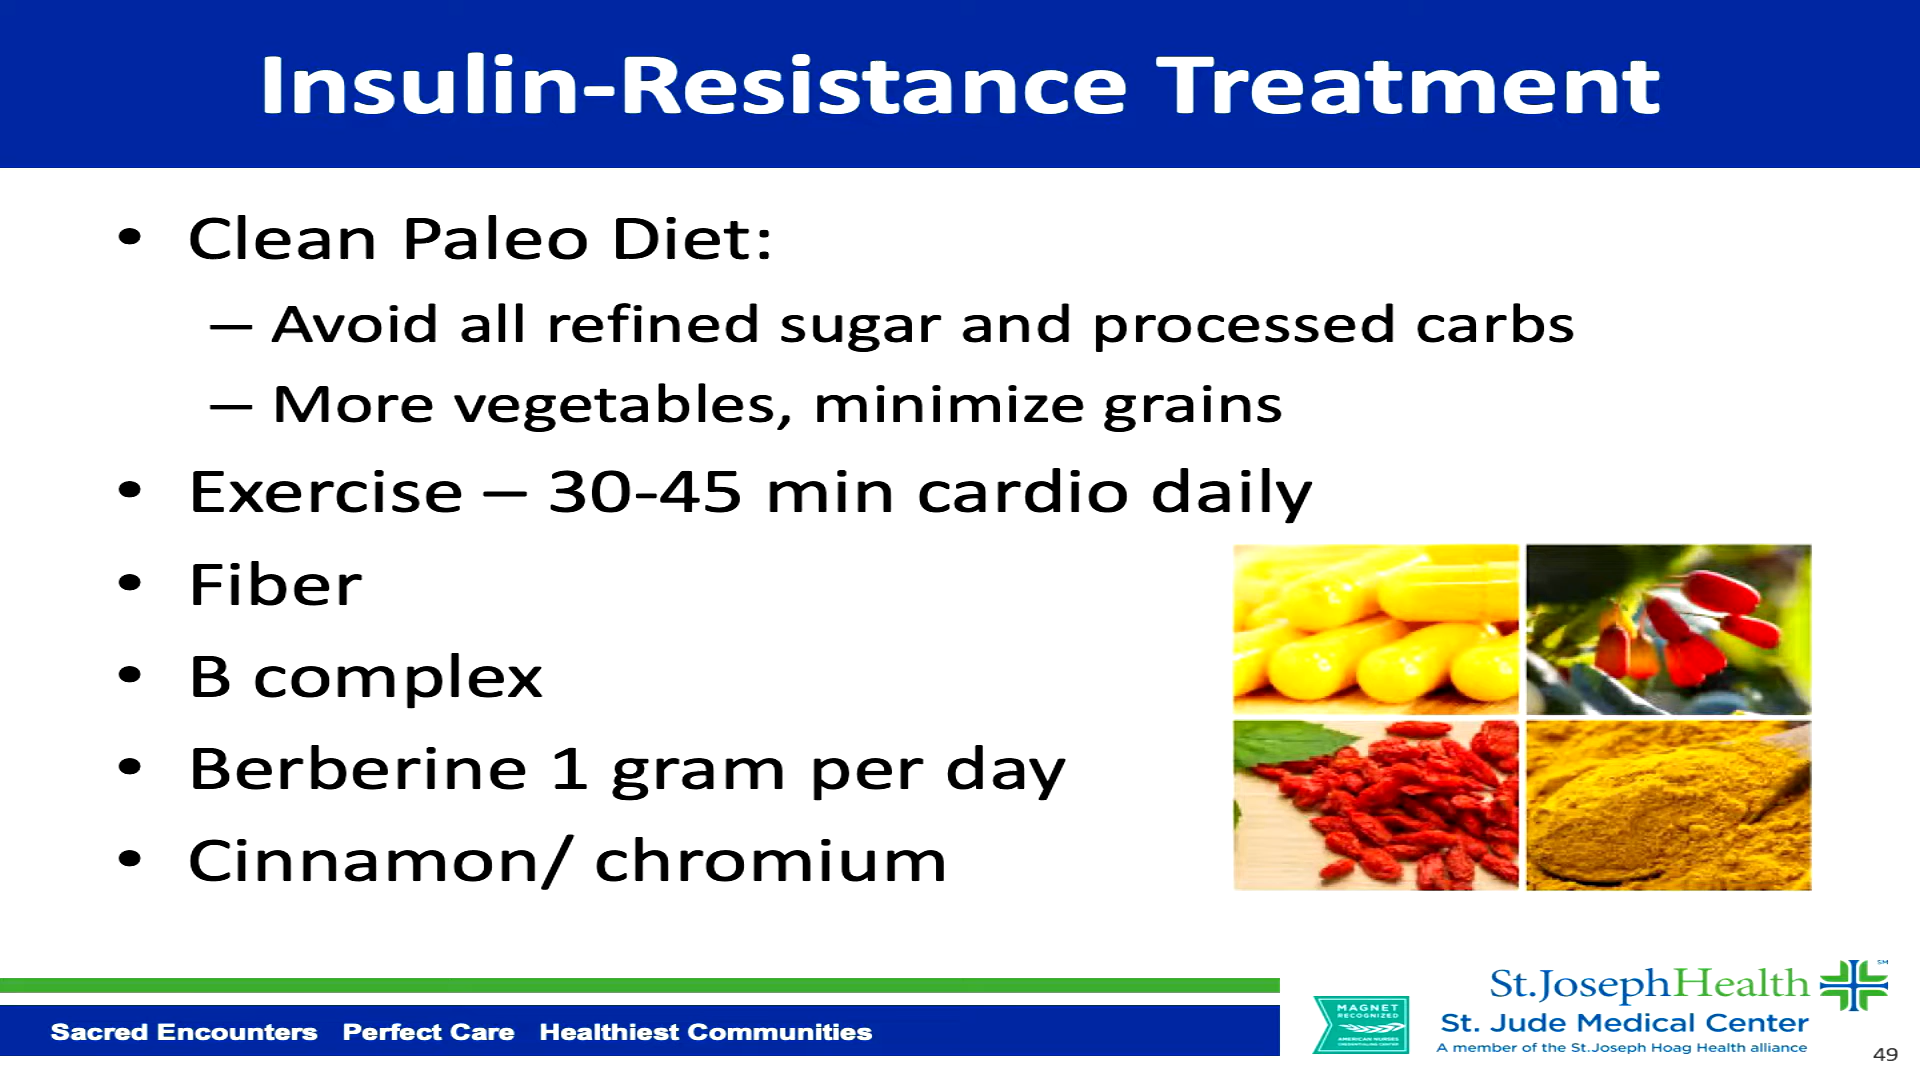 Insulin-Resistance Treatment
• Clean Paleo Diet:
– Avoid all refined sugar and processed carbs
– More vegetables, minimize grains
• Exercise – 30-45 min cardio daily
• Fiber
• B complex
• Berberine 1 gram per day
• Cinnamon/ chromium
Sacred Encounters Perfect Care Healthiest Communities
MAGNET
RECOGNIZED
AMERICAN NURSES
CREDENTIALING CENTER
St.JosephHealth SM
St. Jude Medical Center
A member of the St.Joseph Hoag Health alliance
49